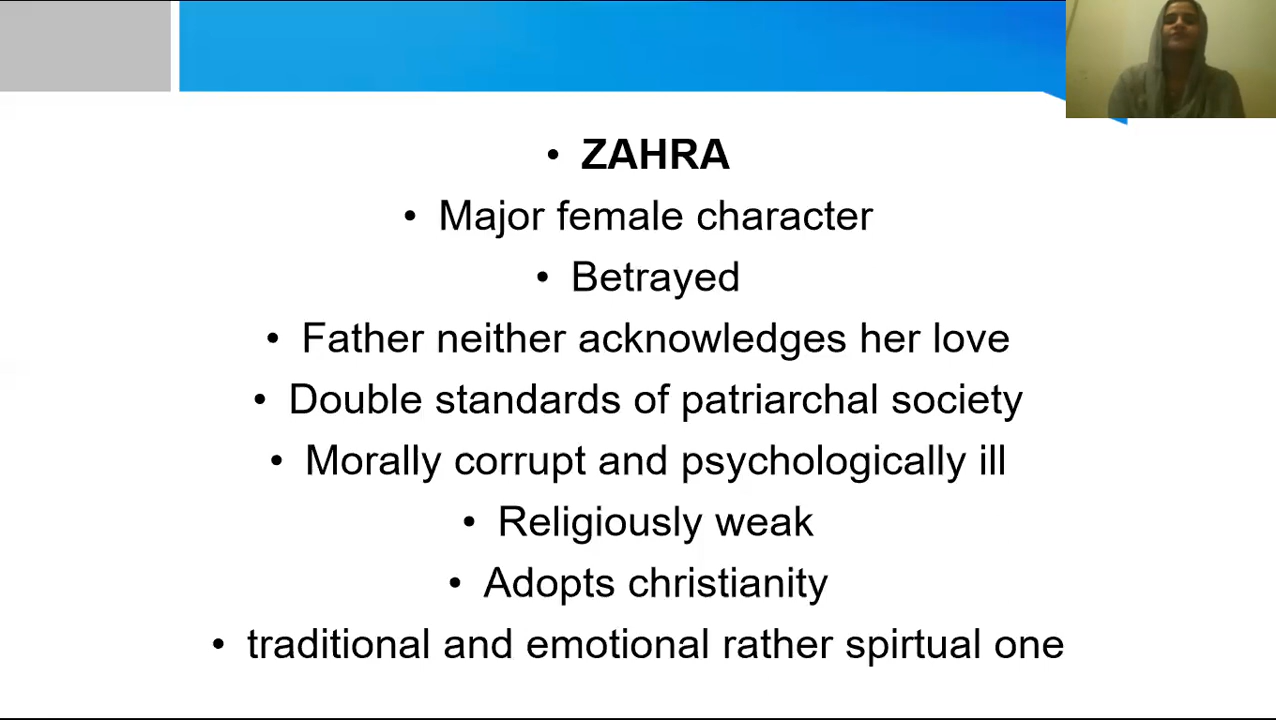 • ZAHRA
• Major female character
• Betrayed
• Father neither acknowledges her love
• Double standards of patriarchal society
• Morally corrupt and psychologically ill
• Religiously weak
• Adopts christianity
• traditional and emotional rather spirtual one